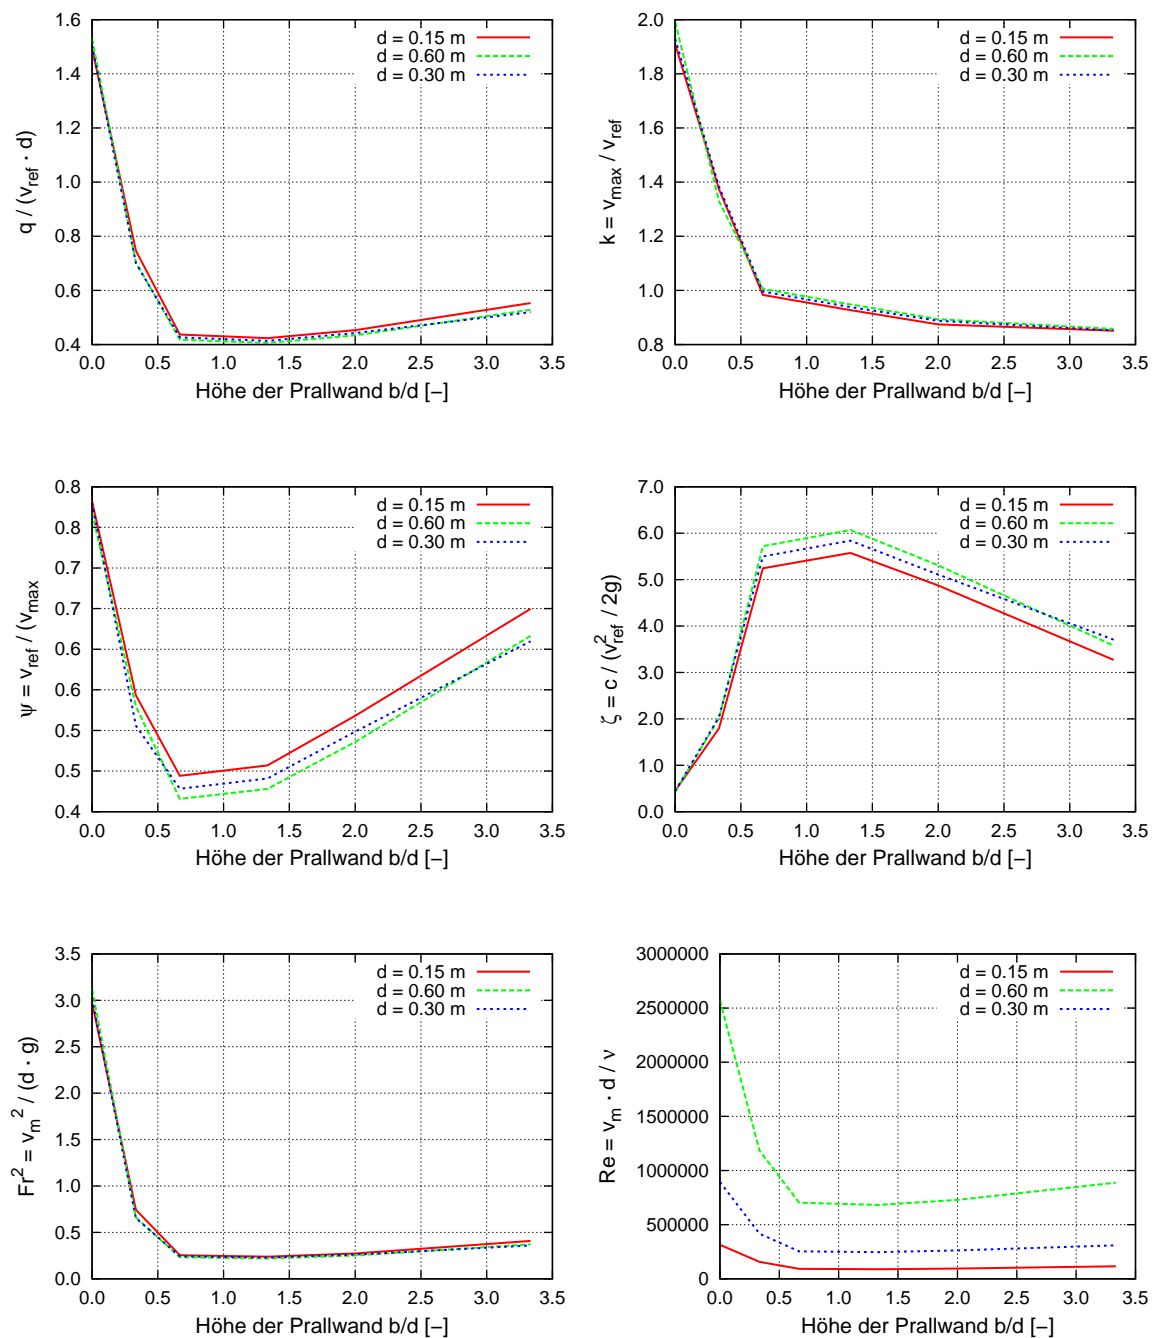 1.6
1.4
1.2
1.0
0.8
0.6
0.4
q / (v_ref · d)
d = 0.15 m
d = 0.60 m
d = 0.30 m
0.0 0.5 1.0 1.5 2.0 2.5 3.0 3.5
Höhe der Prallwand b/d [−]
2.0
1.8
1.6
1.4
1.2
1.0
0.8
k = v_max / v_ref
d = 0.15 m
d = 0.60 m
d = 0.30 m
0.0 0.5 1.0 1.5 2.0 2.5 3.0 3.5
Höhe der Prallwand b/d [−]
0.8
0.8
0.7
0.7
0.6
0.6
0.5
0.5
0.4
ψ = v_ref / (v_max
d = 0.15 m
d = 0.60 m
d = 0.30 m
0.0 0.5 1.0 1.5 2.0 2.5 3.0 3.5
Höhe der Prallwand b/d [−]
7.0
6.0
5.0
4.0
3.0
2.0
1.0
0.0
ζ = c / (v_ref^2 / 2g)
d = 0.15 m
d = 0.60 m
d = 0.30 m
0.0 0.5 1.0 1.5 2.0 2.5 3.0 3.5
Höhe der Prallwand b/d [−]
3.5
3.0
2.5
2.0
1.5
1.0
0.5
0.0
Fr^2 = v_m^2 / (d · g)
d = 0.15 m
d = 0.60 m
d = 0.30 m
0.0 0.5 1.0 1.5 2.0 2.5 3.0 3.5
Höhe der Prallwand b/d [−]
3000000
2500000
2000000
1500000
1000000
500000
0
Re = v_m · d / ν
d = 0.15 m
d = 0.60 m
d = 0.30 m
0.0 0.5 1.0 1.5 2.0 2.5 3.0 3.5
Höhe der Prallwand b/d [−]